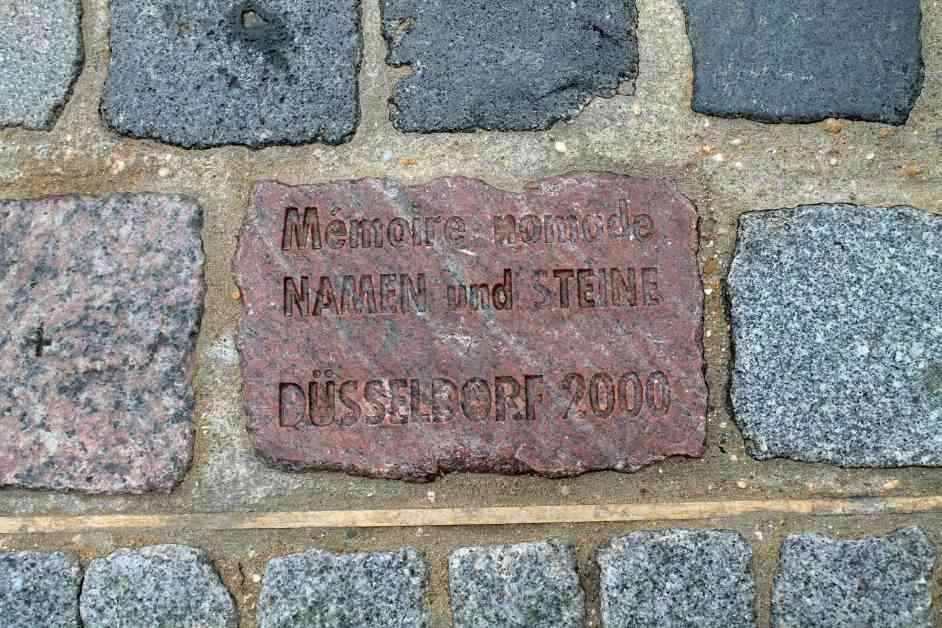 Mémoire nomade
NAMEN und STEINE
DÜSSELDORF 2000